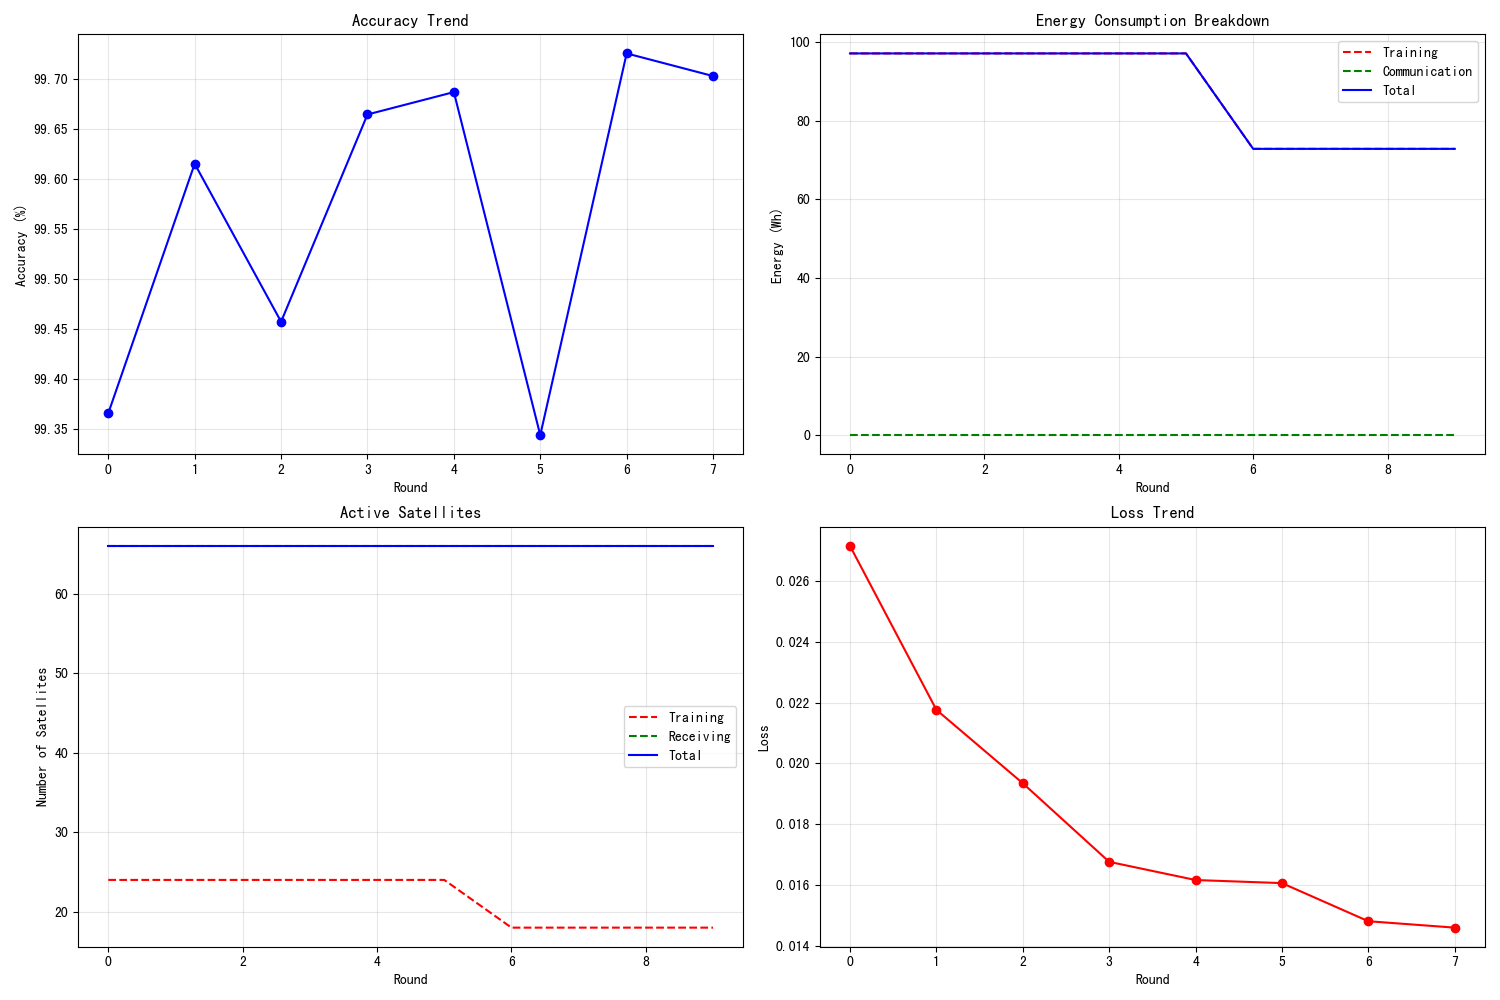 Accuracy Trend
Accuracy (%)
99.70
99.65
99.60
99.55
99.50
99.45
99.40
99.35
0 1 2 3 4 5 6 7
Round
Energy Consumption Breakdown
Energy (Wh)
100
80
60
40
20
0
0 2 4 6 8
Round
Training
Communication
Total
Active Satellites
Number of Satellites
60
50
40
30
20
0 2 4 6 8
Round
Training
Receiving
Total
Loss Trend
Loss
0.026
0.024
0.022
0.020
0.018
0.016
0.014
0 1 2 3 4 5 6 7
Round